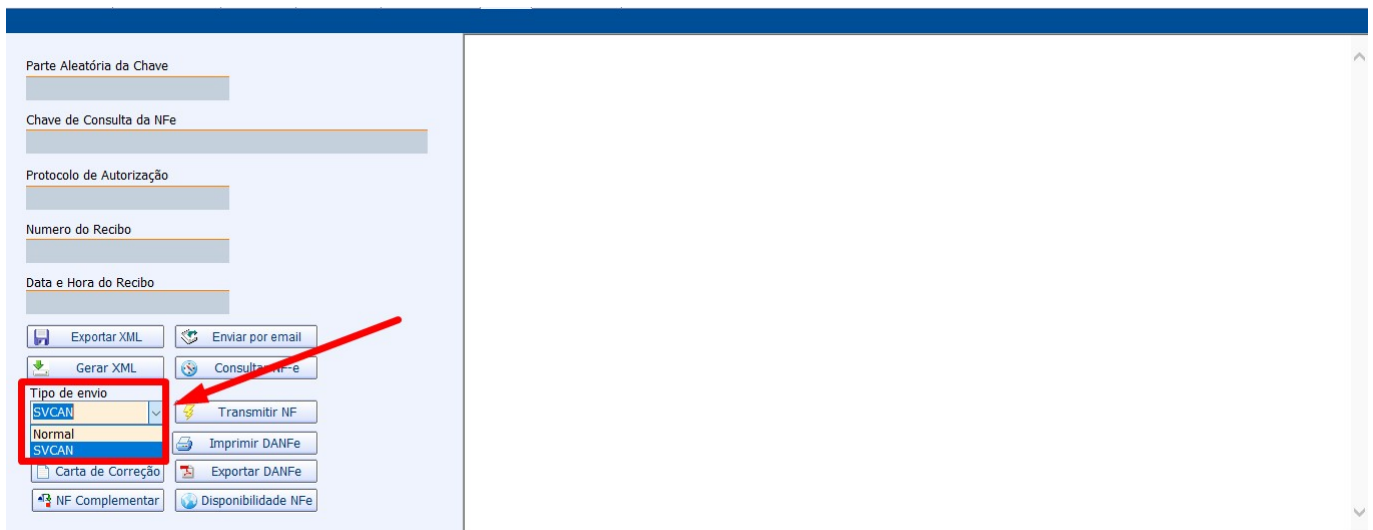 Parte Aleatória da Chave
Chave de Consulta da NFe
Protocolo de Autorização
Numero do Recibo
Data e Hora do Recibo
Exportar XML
Enviar por email
Gerar XML
Consultar NF-e
Tipo de envio
SVCAN
Transmitir NF
Normal
SVCAN
Imprimir DANFe
Carta de Correção
Exportar DANFe
NF Complementar
Disponibilidade NFe